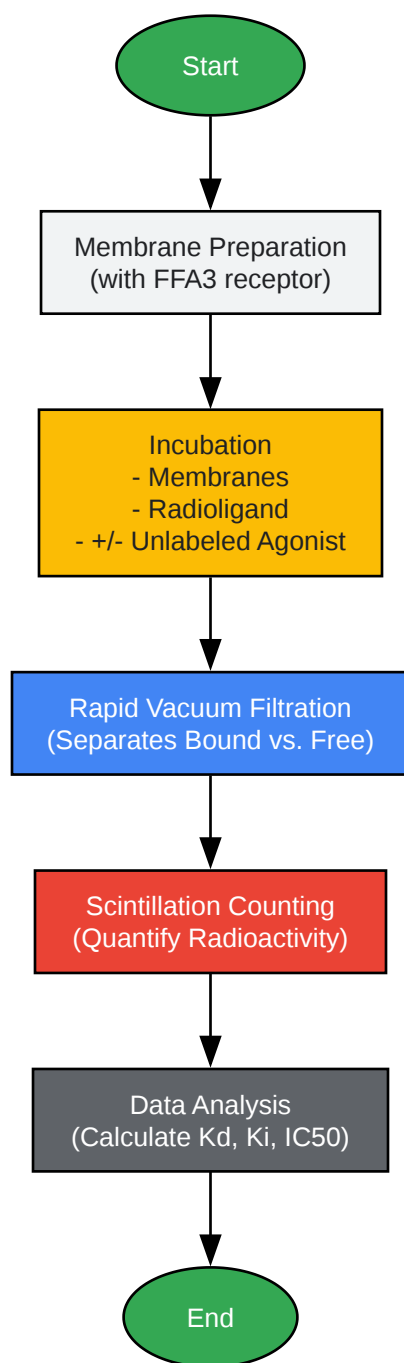 Start
Membrane Preparation
(with FFA3 receptor)
Incubation
- Membranes
- Radioligand
- +/- Unlabeled Agonist
Rapid Vacuum Filtration
(Separates Bound vs. Free)
Scintillation Counting
(Quantify Radioactivity)
Data Analysis
(Calculate Kd, Ki, IC50)
End